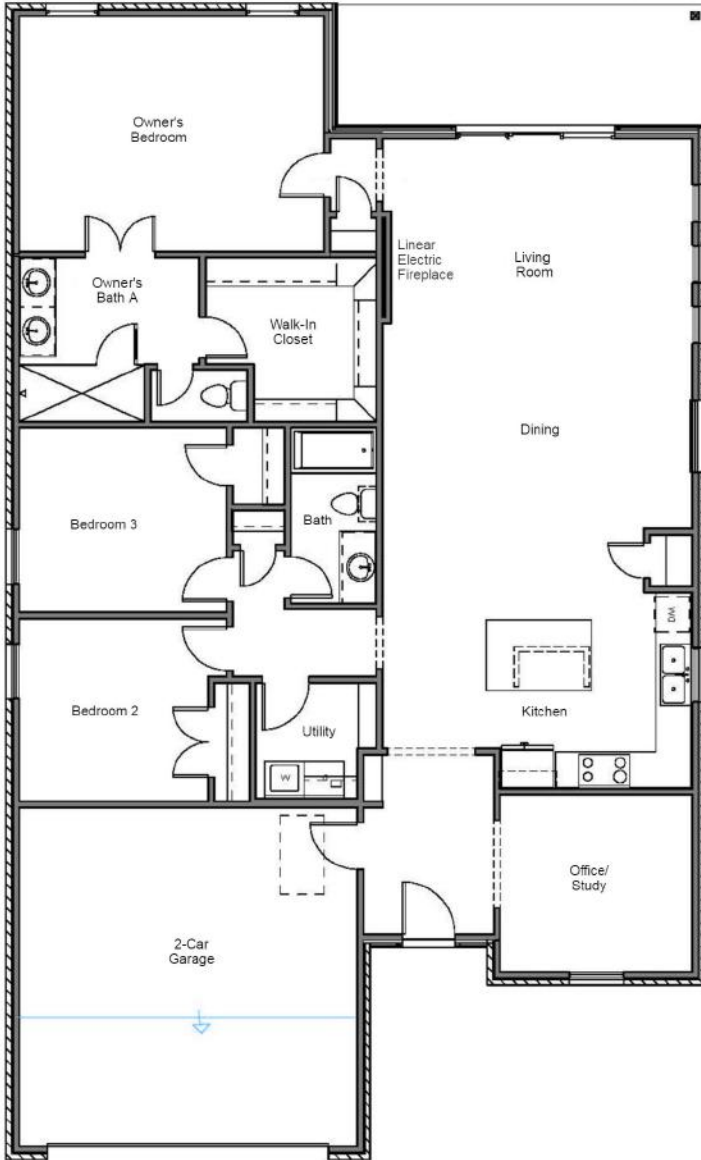 Owner's
Bedroom
Linear
Electric
Fireplace
Living
Room
Owner's
Bath A
Walk-In
Closet
Dining
Bedroom 3
Bath
DW
Bedroom 2
Kitchen
Utility
W
Office/
Study
2-Car
Garage